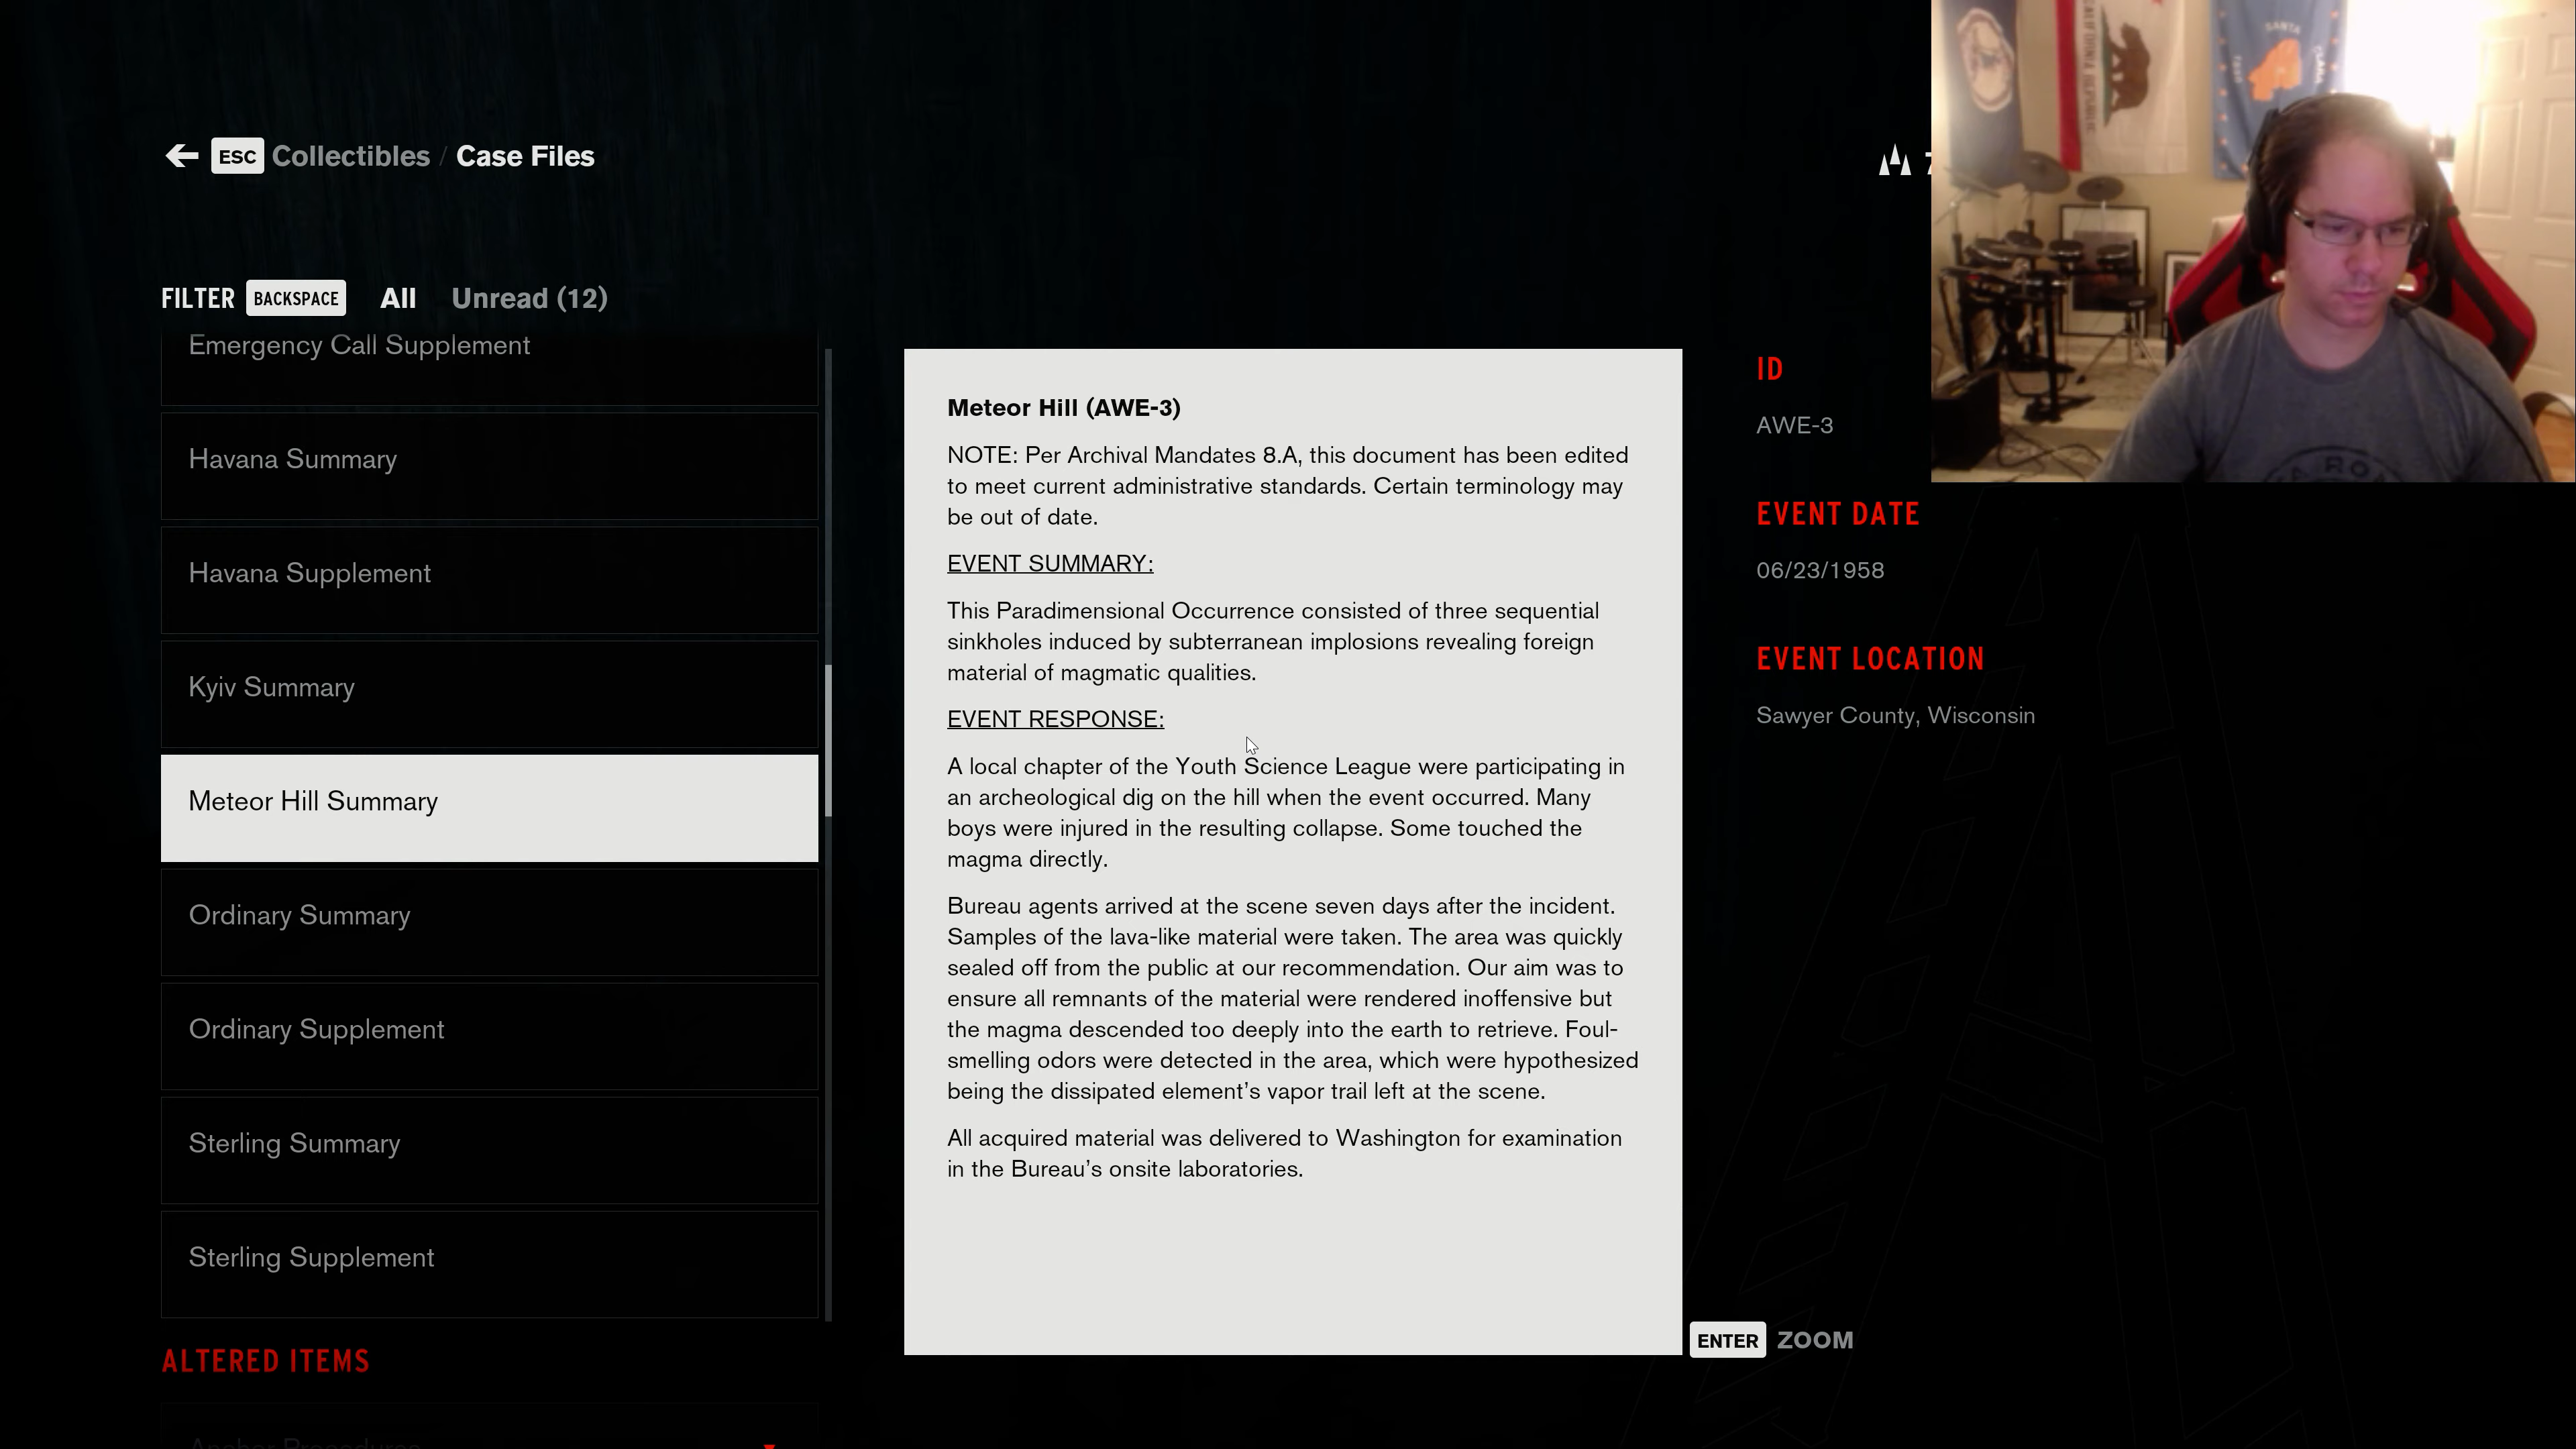 ESC Collectibles / Case Files
FILTER BACKSPACE All Unread (12)
Emergency Call Supplement
Havana Summary
Havana Supplement
Kyiv Summary
Meteor Hill Summary
Ordinary Summary
Ordinary Supplement
Sterling Summary
Sterling Supplement
ALTERED ITEMS
Meteor Hill (AWE-3)
NOTE: Per Archival Mandates 8.A, this document has been edited
to meet current administrative standards. Certain terminology may
be out of date.
EVENT SUMMARY:
This Paradimensional Occurrence consisted of three sequential
sinkholes induced by subterranean implosions revealing foreign
material of magmatic qualities.
EVENT RESPONSE:
A local chapter of the Youth Science League were participating in
an archeological dig on the hill when the event occurred. Many
boys were injured in the resulting collapse. Some touched the
magma directly.
Bureau agents arrived at the scene seven days after the incident.
Samples of the lava-like material were taken. The area was quickly
sealed off from the public at our recommendation. Our aim was to
ensure all remnants of the material were rendered inoffensive but
the magma descended too deeply into the earth to retrieve. Foul-
smelling odors were detected in the area, which were hypothesized
being the dissipated element's vapor trail left at the scene.
All acquired material was delivered to Washington for examination
in the Bureau's onsite laboratories.
ENTER ZOOM
ID
AWE-3
EVENT DATE
06/23/1958
EVENT LOCATION
Sawyer County, Wisconsin
SANTA
CLARA